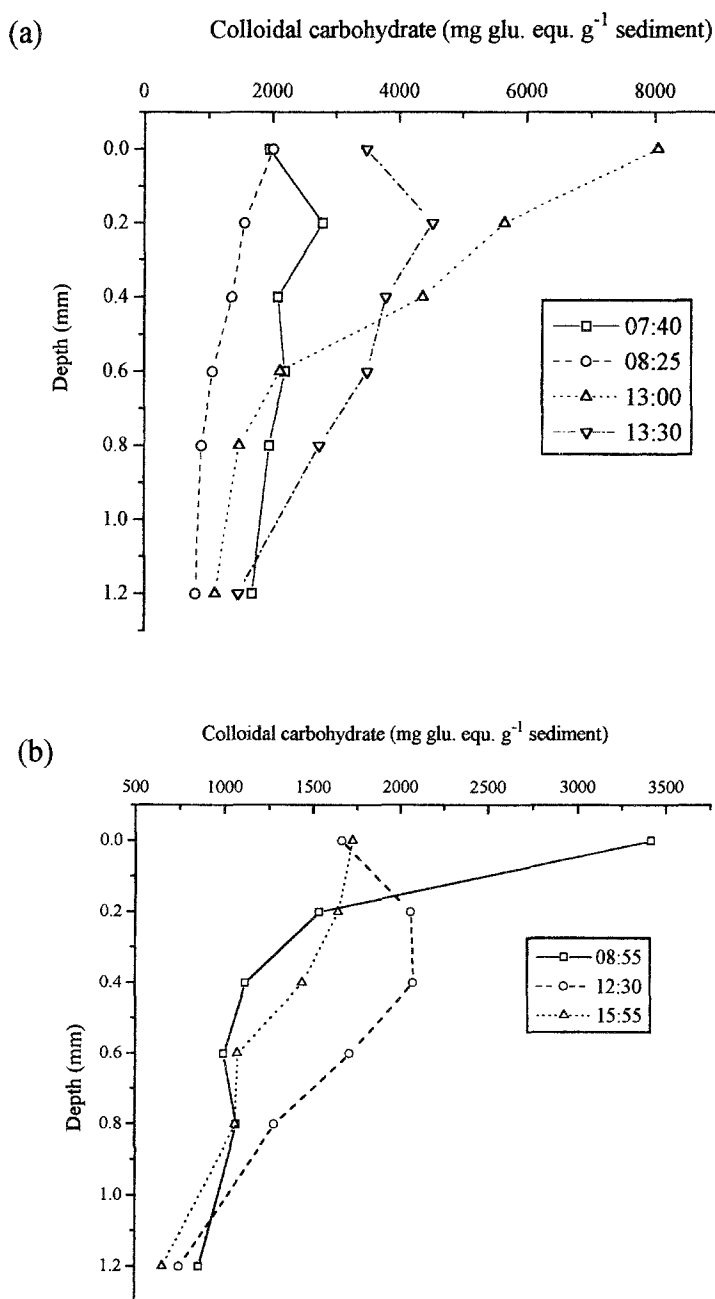 (a)
Colloidal carbohydrate (mg glu. equ. g⁻¹ sediment)
0 2000 4000 6000 8000
Depth (mm)
0.0
0.2
0.4
0.6
0.8
1.0
1.2
07:40
08:25
13:00
13:30
(b)
Colloidal carbohydrate (mg glu. equ. g⁻¹ sediment)
500 1000 1500 2000 2500 3000 3500
Depth (mm)
0.0
0.2
0.4
0.6
0.8
1.0
1.2
08:55
12:30
15:55